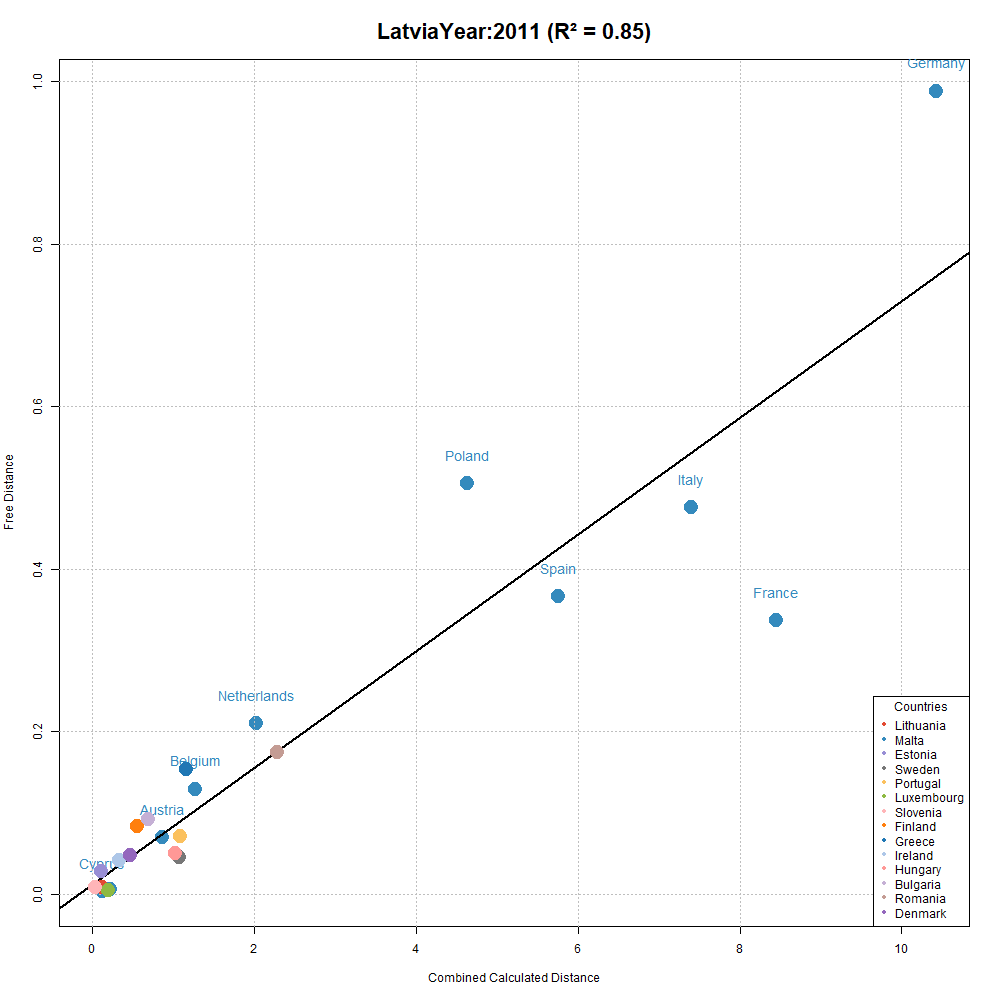 LatviaYear:2011 (R² = 0.85)
Germany
Poland
Italy
Spain
France
Netherlands
Belgium
Austria
Cyprus
Free Distance
0.0
0.2
0.4
0.6
0.8
1.0
0
2
4
6
8
10
Combined Calculated Distance
Countries
Lithuania
Malta
Estonia
Sweden
Portugal
Luxembourg
Slovenia
Finland
Greece
Ireland
Hungary
Bulgaria
Romania
Denmark